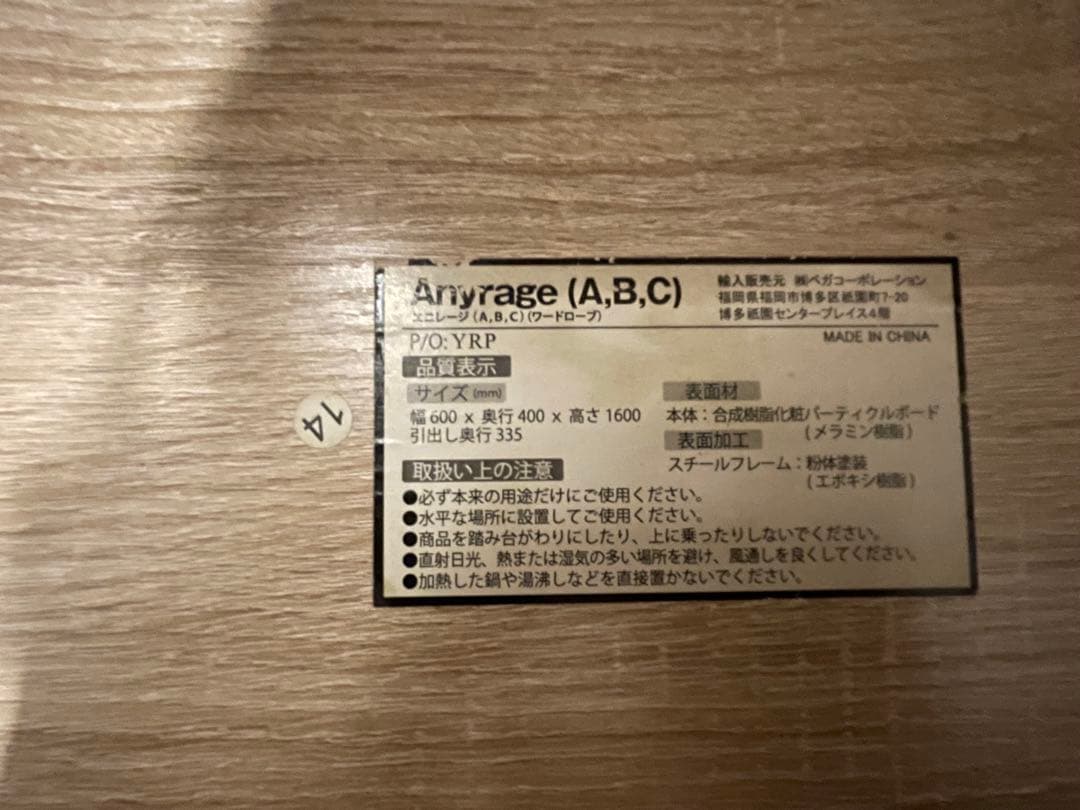 Anyrage (A,B,C)
エニレージ (A,B,C) (ワードローブ)
輸入販売元 ㈱ベガコーポレーション
福岡県福岡市博多区祇園町7-20
博多祇園センタープレイス4階
P/O: YRP
MADE IN CHINA
品質表示
サイズ (mm)
幅 600 x 奥行 400 x 高さ 1600
引出し奥行 335
表面材
本体：合成樹脂化粧パーティクルボード
(メラミン樹脂)
表面加工
スチールフレーム：粉体塗装
(エポキシ樹脂)
取扱い上の注意
●必ず本来の用途だけにご使用ください。
●水平な場所に設置してご使用ください。
●商品を踏み台がわりにしたり、上に乗ったりしないでください。
●直射日光、熱または湿気の多い場所を避け、風通しを良くしてください。
●加熱した鍋や湯沸しなどを直接置かないでください。
14